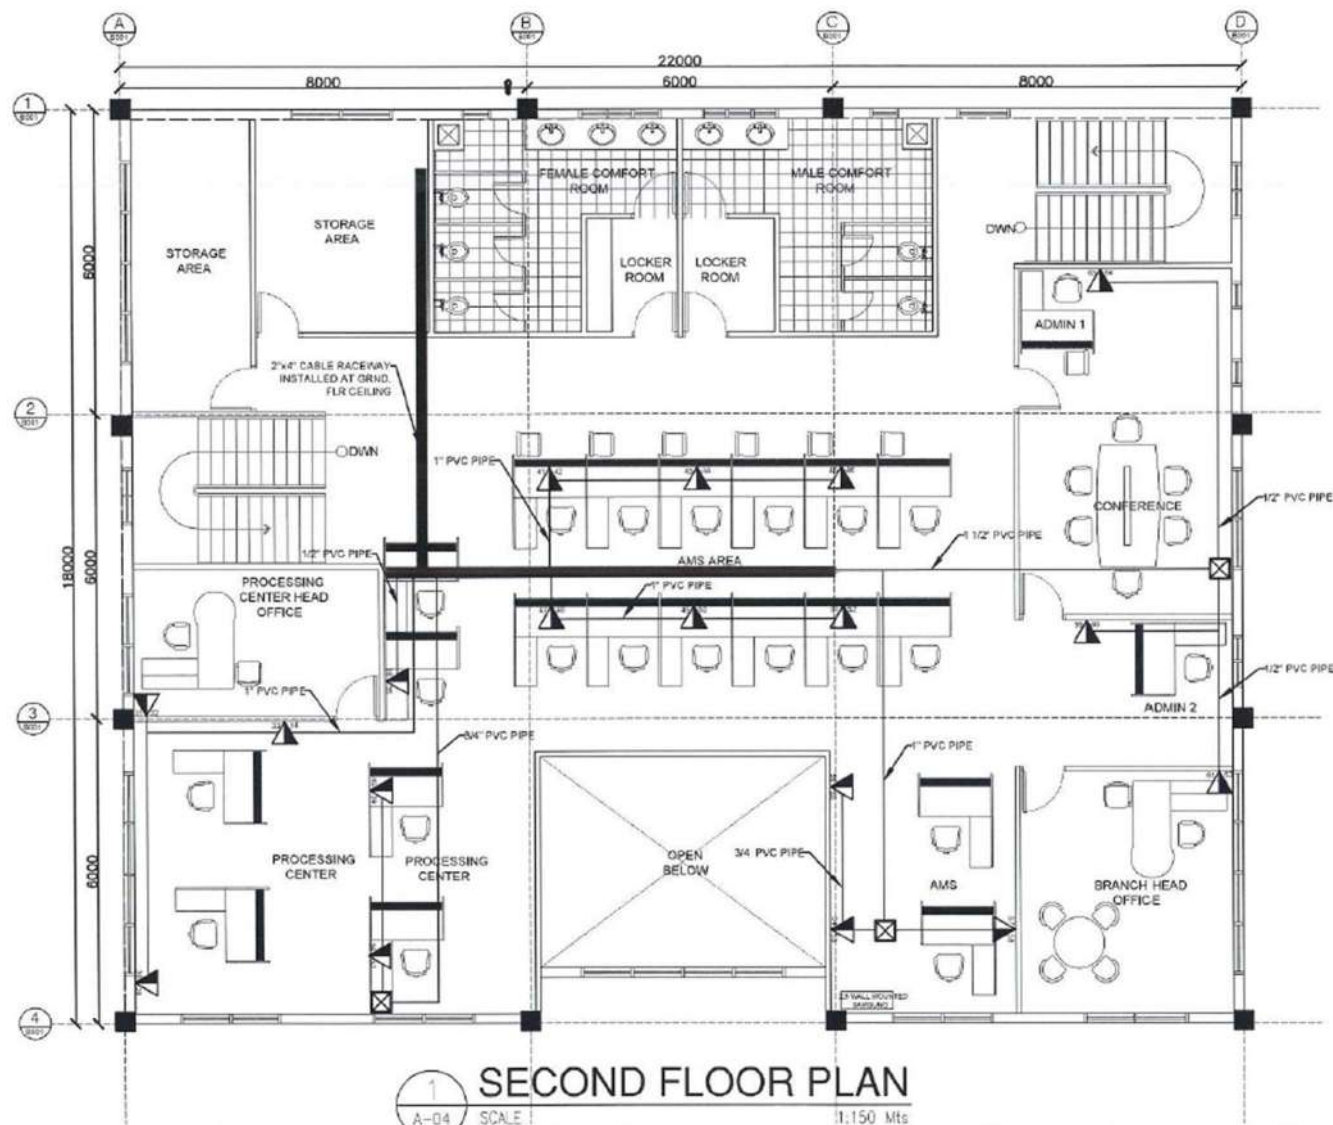 A
B
C
D
22000
8000
6000
8000
1
FEMALE COMFORT
ROOM
MALE COMFORT
ROOM
STORAGE
AREA
DWN
STORAGE
AREA
LOCKER
ROOM
LOCKER
ROOM
6000
ADMIN 1
2"x4" CABLE RACEWAY
INSTALLED AT GRND.
FLR CEILING
2
DWN
1" PVC PIPE
1/2" PVC PIPE
CONFERENCE
1 1/2" PVC PIPE
1/2" PVC PIPE
AMS AREA
18000
6000
PROCESSING
CENTER HEAD
OFFICE
1" PVC PIPE
1/2" PVC PIPE
1" PVC PIPE
ADMIN 2
3
3/4" PVC PIPE
1" PVC PIPE
6000
PROCESSING
CENTER
PROCESSING
CENTER
OPEN
BELOW
3/4 PVC PIPE
AMS
BRANCH HEAD
OFFICE
WALL MOUNTED
4
1
A-04
SECOND FLOOR PLAN
SCALE
1:150 Mts